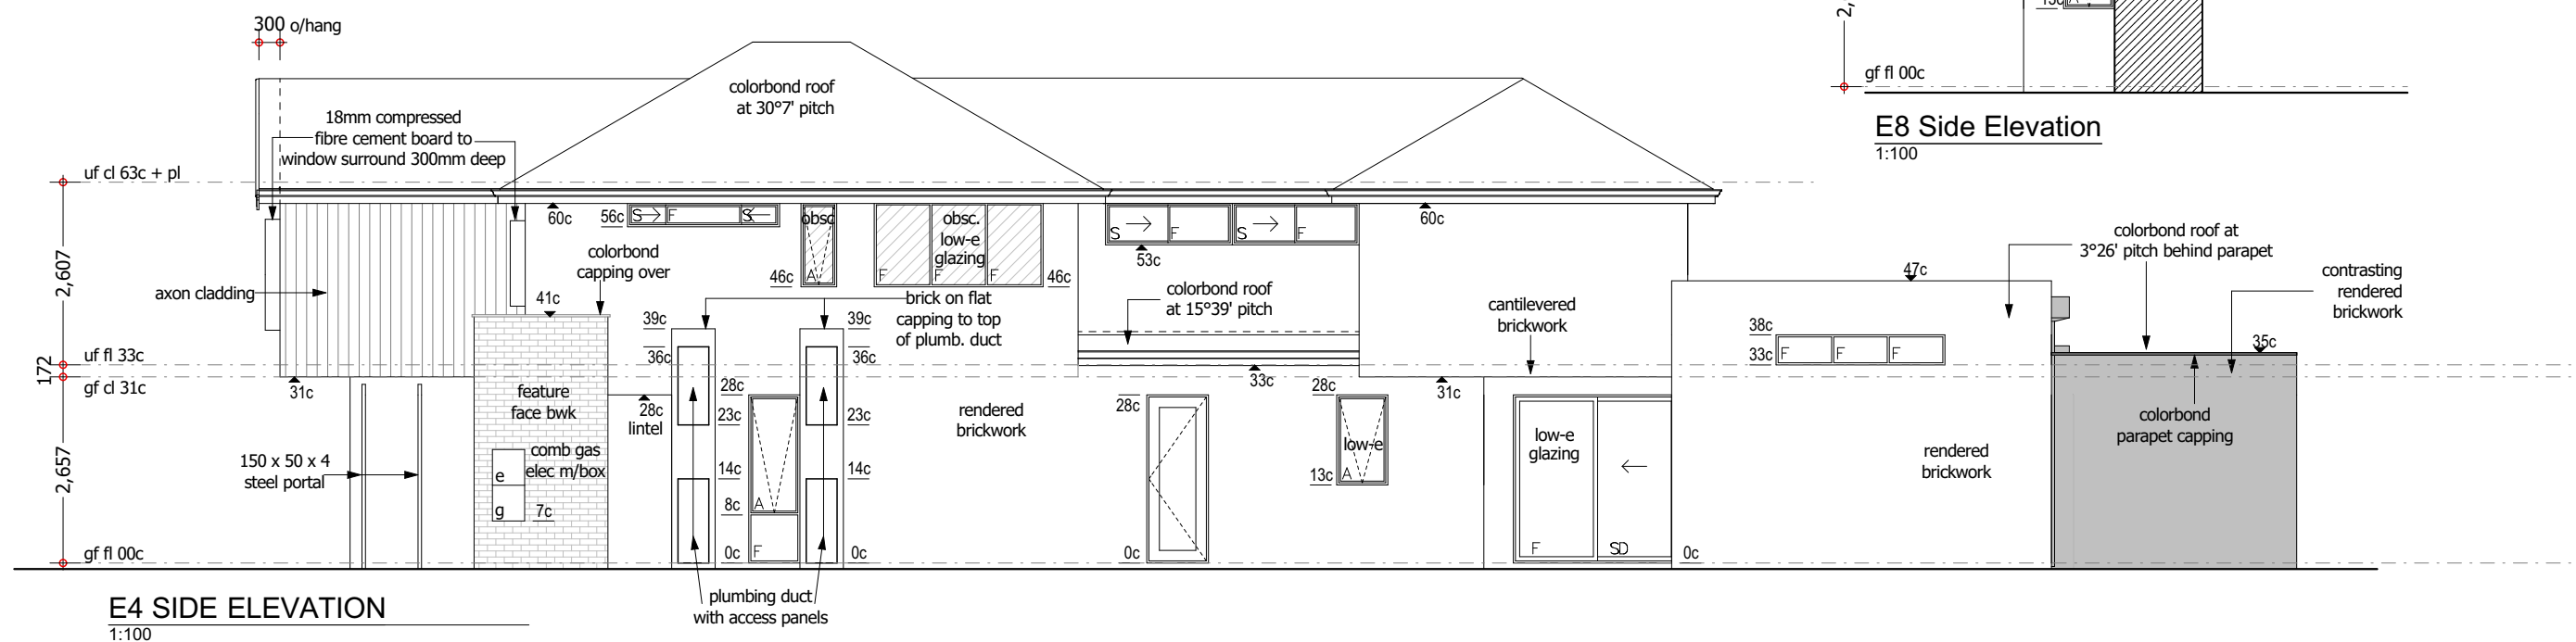 300 o/hang
colorbond roof
at 30°7' pitch
18mm compressed
fibre cement board to
window surround 300mm deep
uf cl 63c + pl
2,607
axon cladding
172
uf fl 33c
gf cl 31c
31c
2,657
150 x 50 x 4
steel portal
gf fl 00c
60c
56c
S
F
S
obsc
obsc.
low-e
glazing
F
F
F
A
46c
46c
colorbond
capping over
41c
39c
39c
36c
36c
brick on flat
capping to top
of plumb. duct
feature
face bwk
28c
lintel
comb gas
elec m/box
e
g
7c
28c
23c
23c
14c
14c
8c
A
0c
F
0c
plumbing duct
with access panels
rendered
brickwork
S
F
S
F
53c
colorbond roof
at 15°39' pitch
33c
28c
0c
28c
low-e
A
13c
60c
cantilevered
brickwork
31c
low-e
glazing
F
SD
0c
47c
38c
33c
F
F
F
rendered
brickwork
colorbond roof at
3°26' pitch behind parapet
contrasting
rendered
brickwork
35c
colorbond
parapet capping
E4 SIDE ELEVATION
1:100
gf fl 00c
E8 Side Elevation
1:100